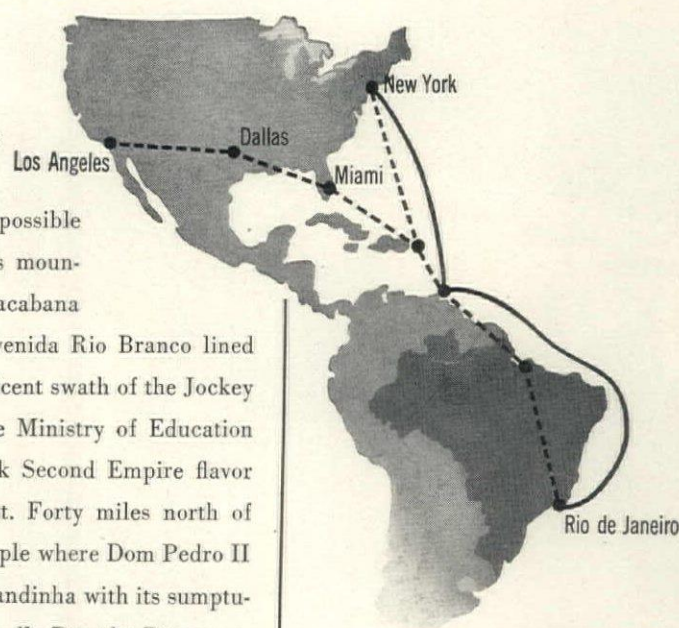 New York
Dallas
Los Angeles
Miami
possible
s moun-
acabana
venida Rio Branco lined
cent swath of the Jockey
e Ministry of Education
k Second Empire flavor
t. Forty miles north of
ple where Dom Pedro II
andinha with its sumptu-
Rio de Janeiro